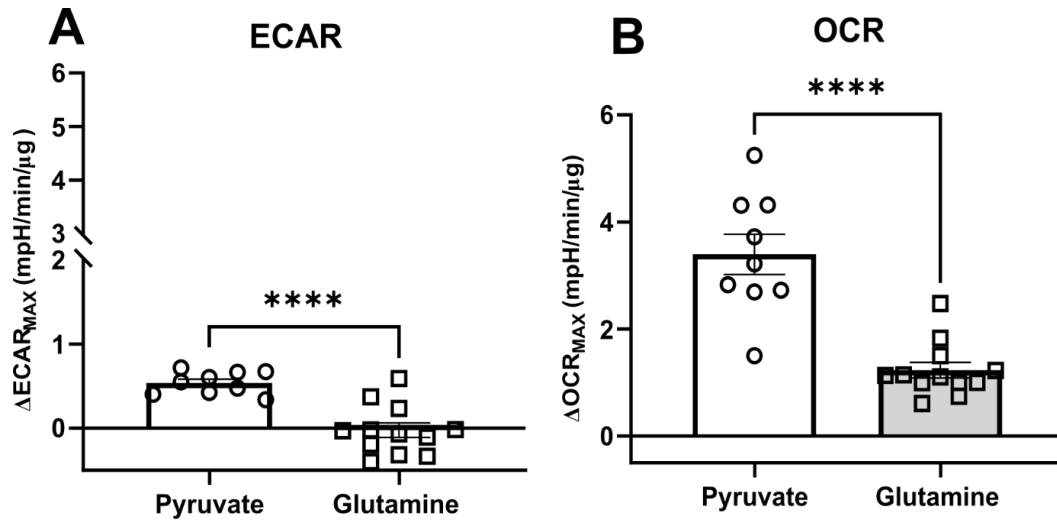 A
ECAR
ΔECARMAX (mpH/min/µg)
6
5
4
3
2
1
0
****
Pyruvate
Glutamine
B
OCR
ΔOCRMAX (mpH/min/µg)
6
4
2
0
****
Pyruvate
Glutamine